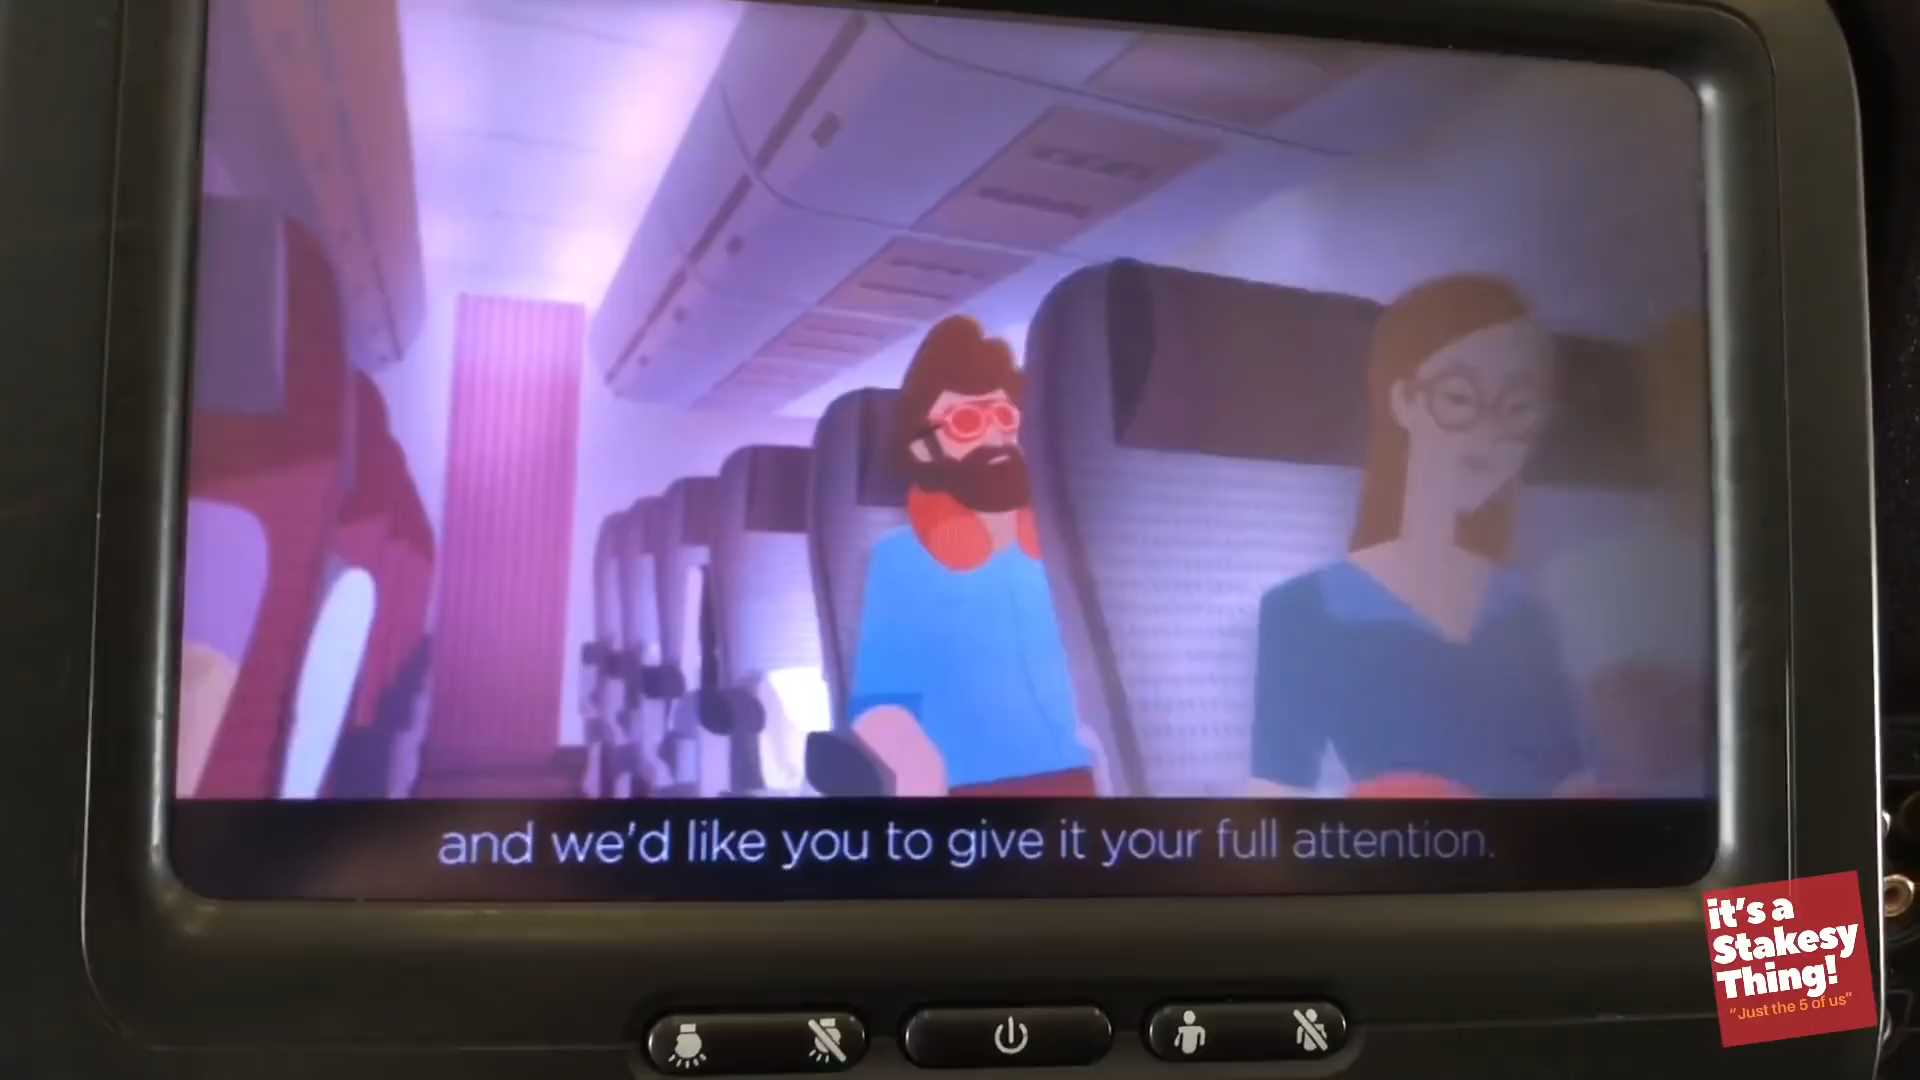 and we'd like you to give it your full attention.
it's a
Stakesy
Thing!
"Just the 5 of us"